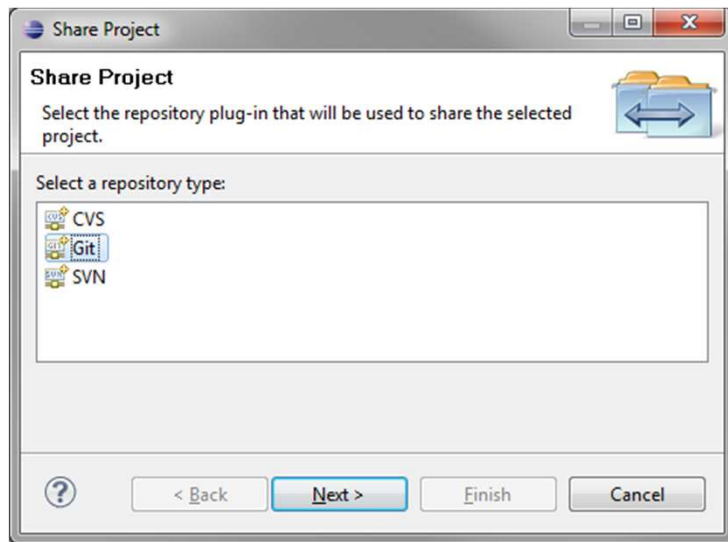 Share Project
Share Project
Select the repository plug-in that will be used to share the selected
project.
Select a repository type:
CVS
Git
SVN
?
< Back
Next >
Finish
Cancel